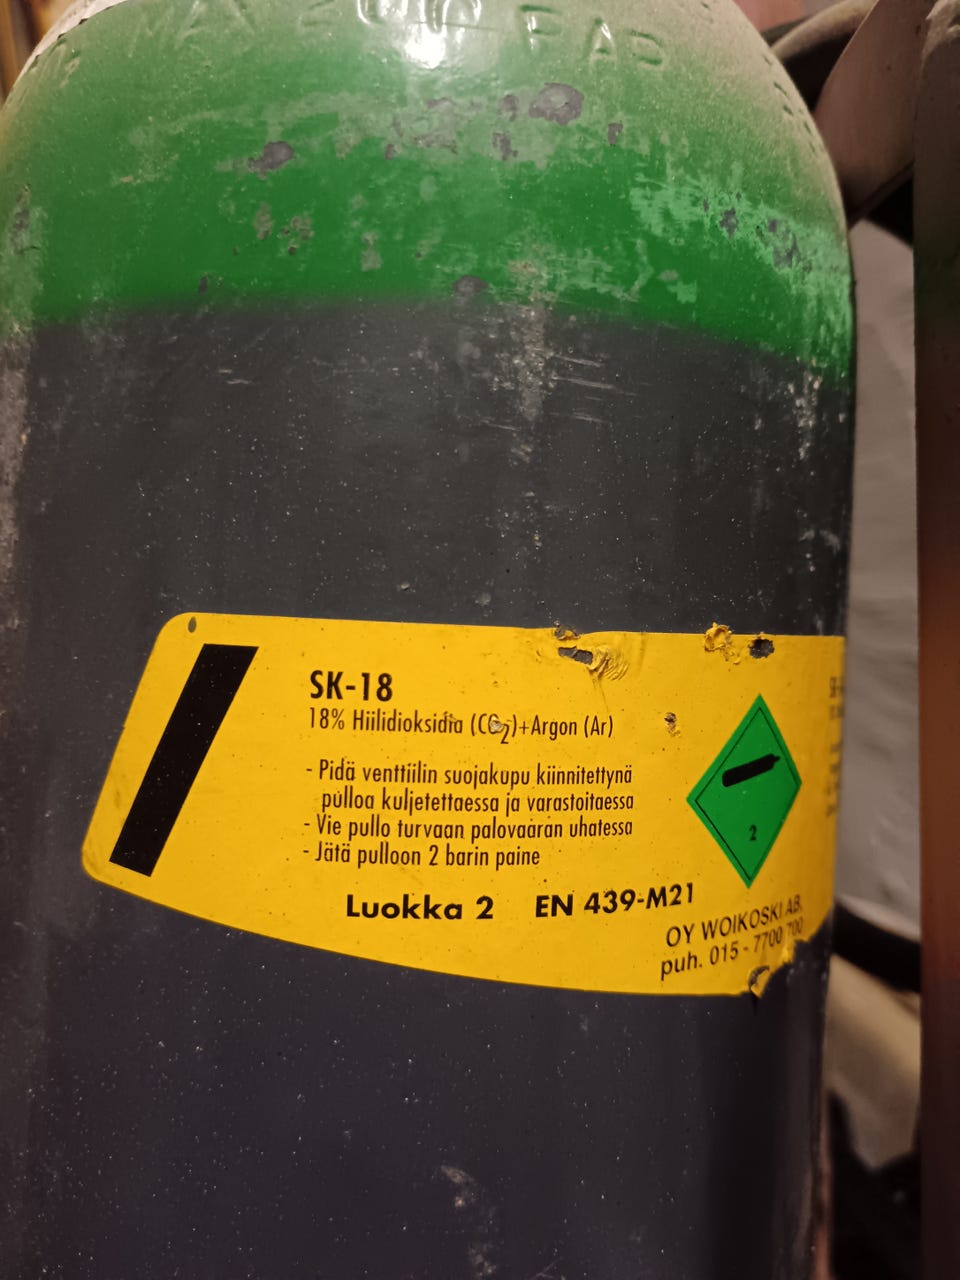 SK-18
18% Hiilidioksidia (CO2)+Argon (Ar)
- Pidä venttiilin suojakupu kiinnitettynä
pulloa kuljetettaessa ja varastoitaessa
- Vie pullo turvaan palovaaran uhatessa
- Jätä pulloon 2 barin paine
2
Luokka 2 EN 439-M21
OY WOIKOSKI AB.
puh. 015 - 7700 700